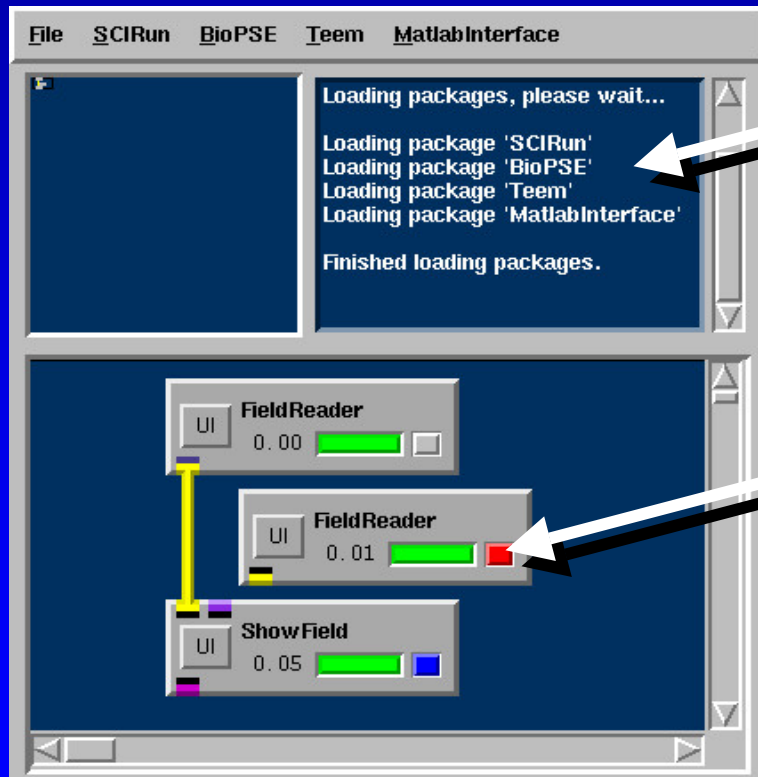 File SCIRun BioPSE Teem MatlabInterface
Loading packages, please wait...
Loading package 'SCIRun'
Loading package 'BioPSE'
Loading package 'Teem'
Loading package 'MatlabInterface'
Finished loading packages.
UI FieldReader
0.00
UI FieldReader
0.01
UI ShowField
0.05